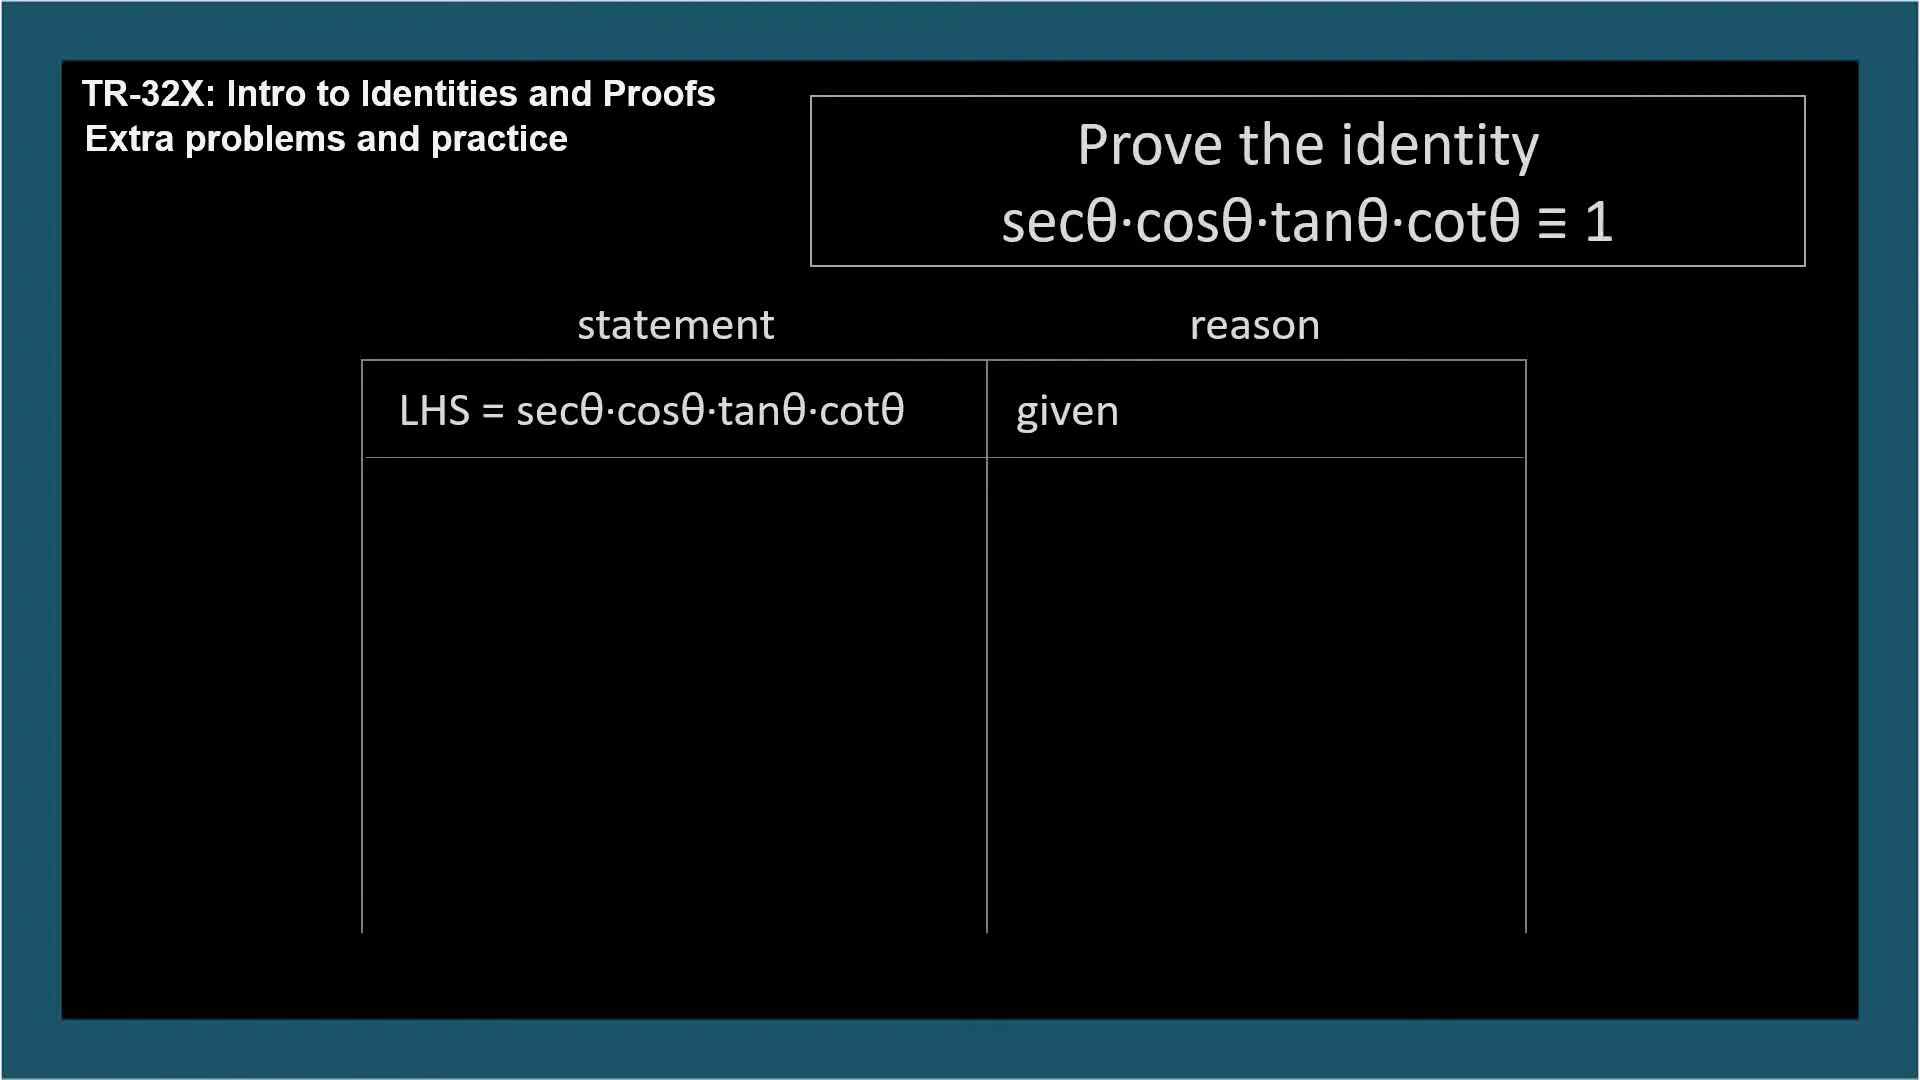 TR-32X: Intro to Identities and Proofs
Extra problems and practice
Prove the identity
secθ·cosθ·tanθ·cotθ ≡ 1
statement
reason
LHS = secθ·cosθ·tanθ·cotθ
given